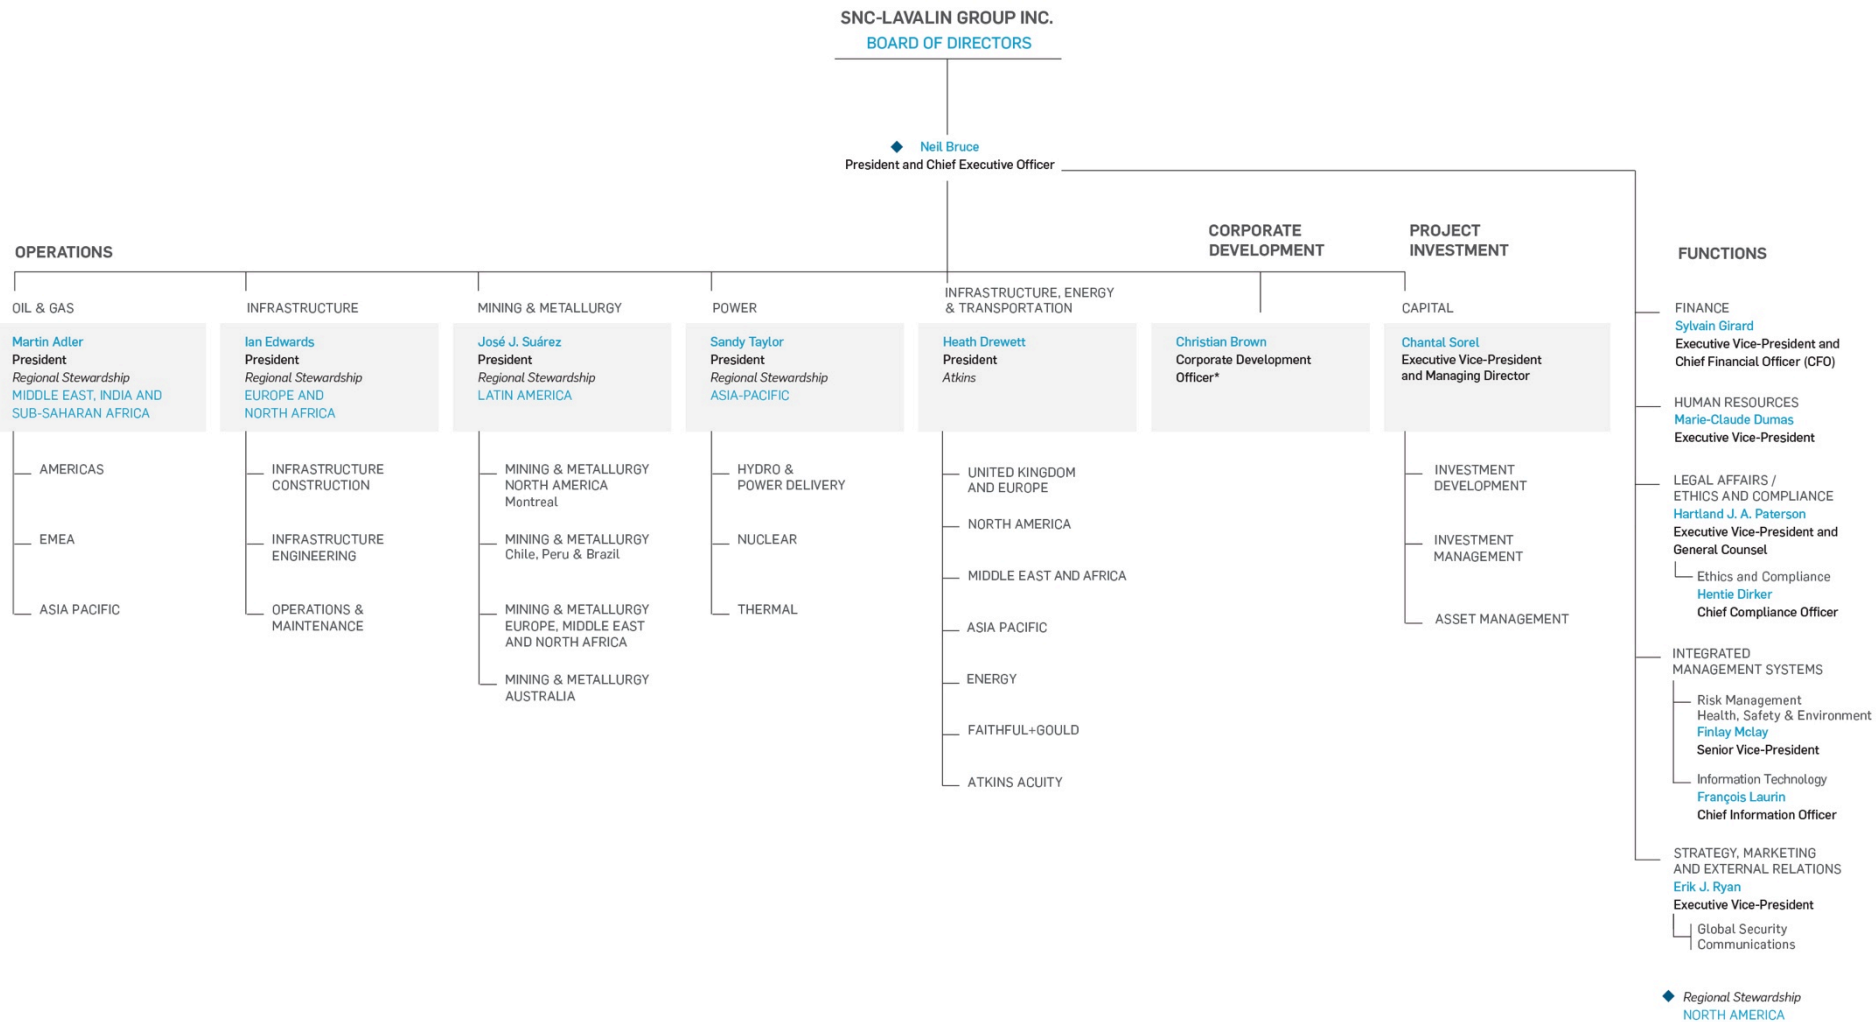 SNC-LAVALIN GROUP INC.
BOARD OF DIRECTORS
Neil Bruce
President and Chief Executive Officer
OPERATIONS
CORPORATE
DEVELOPMENT
PROJECT
INVESTMENT
FUNCTIONS
OIL & GAS
Martin Adler
President
Regional Stewardship
MIDDLE EAST, INDIA AND
SUB-SAHARAN AFRICA
AMERICAS
EMEA
ASIA PACIFIC
INFRASTRUCTURE
Ian Edwards
President
Regional Stewardship
EUROPE AND
NORTH AFRICA
INFRASTRUCTURE
CONSTRUCTION
INFRASTRUCTURE
ENGINEERING
OPERATIONS &
MAINTENANCE
MINING & METALLURGY
José J. Suárez
President
Regional Stewardship
LATIN AMERICA
MINING & METALLURGY
NORTH AMERICA
Montreal
MINING & METALLURGY
Chile, Peru & Brazil
MINING & METALLURGY
EUROPE, MIDDLE EAST
AND NORTH AFRICA
MINING & METALLURGY
AUSTRALIA
POWER
Sandy Taylor
President
Regional Stewardship
ASIA-PACIFIC
HYDRO &
POWER DELIVERY
NUCLEAR
THERMAL
INFRASTRUCTURE, ENERGY
& TRANSPORTATION
Heath Drewett
President
Atkins
UNITED KINGDOM
AND EUROPE
NORTH AMERICA
MIDDLE EAST AND AFRICA
ASIA PACIFIC
ENERGY
FAITHFUL+GOULD
ATKINS ACUITY
Christian Brown
Corporate Development
Officer*
CAPITAL
Chantal Sorel
Executive Vice-President
and Managing Director
INVESTMENT
DEVELOPMENT
INVESTMENT
MANAGEMENT
ASSET MANAGEMENT
FINANCE
Sylvain Girard
Executive Vice-President and
Chief Financial Officer (CFO)
HUMAN RESOURCES
Marie-Claude Dumas
Executive Vice-President
LEGAL AFFAIRS /
ETHICS AND COMPLIANCE
Hartland J. A. Paterson
Executive Vice-President and
General Counsel
Ethics and Compliance
Hentie Dirker
Chief Compliance Officer
INTEGRATED
MANAGEMENT SYSTEMS
Risk Management
Health, Safety & Environment
Finlay Mclay
Senior Vice-President
Information Technology
François Laurin
Chief Information Officer
STRATEGY, MARKETING
AND EXTERNAL RELATIONS
Erik J. Ryan
Executive Vice-President
Global Security
Communications
Regional Stewardship
NORTH AMERICA